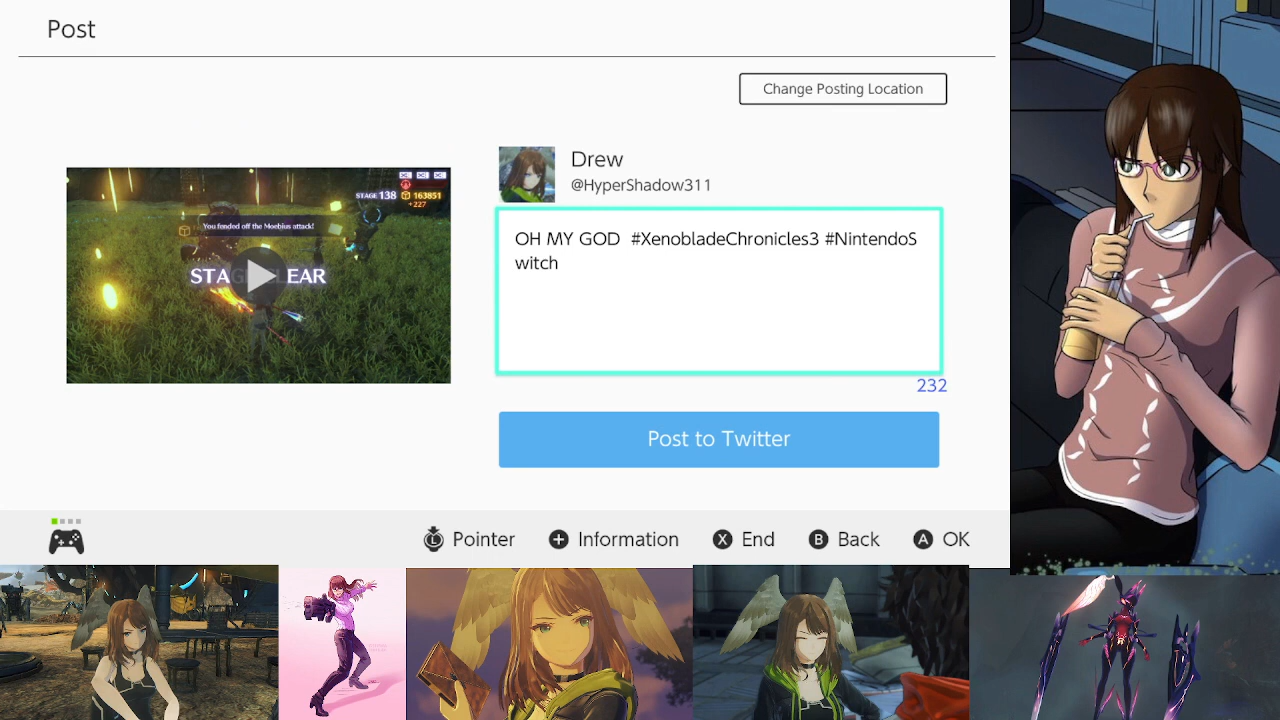 Post
Change Posting Location
Drew
@HyperShadow311
STAGE 138
163851
+227
You fended off the Moebius attack!
STA EAR
OH MY GOD #XenobladeChronicles3 #NintendoS
witch
232
Post to Twitter
Pointer
+ Information
X End
B Back
A OK